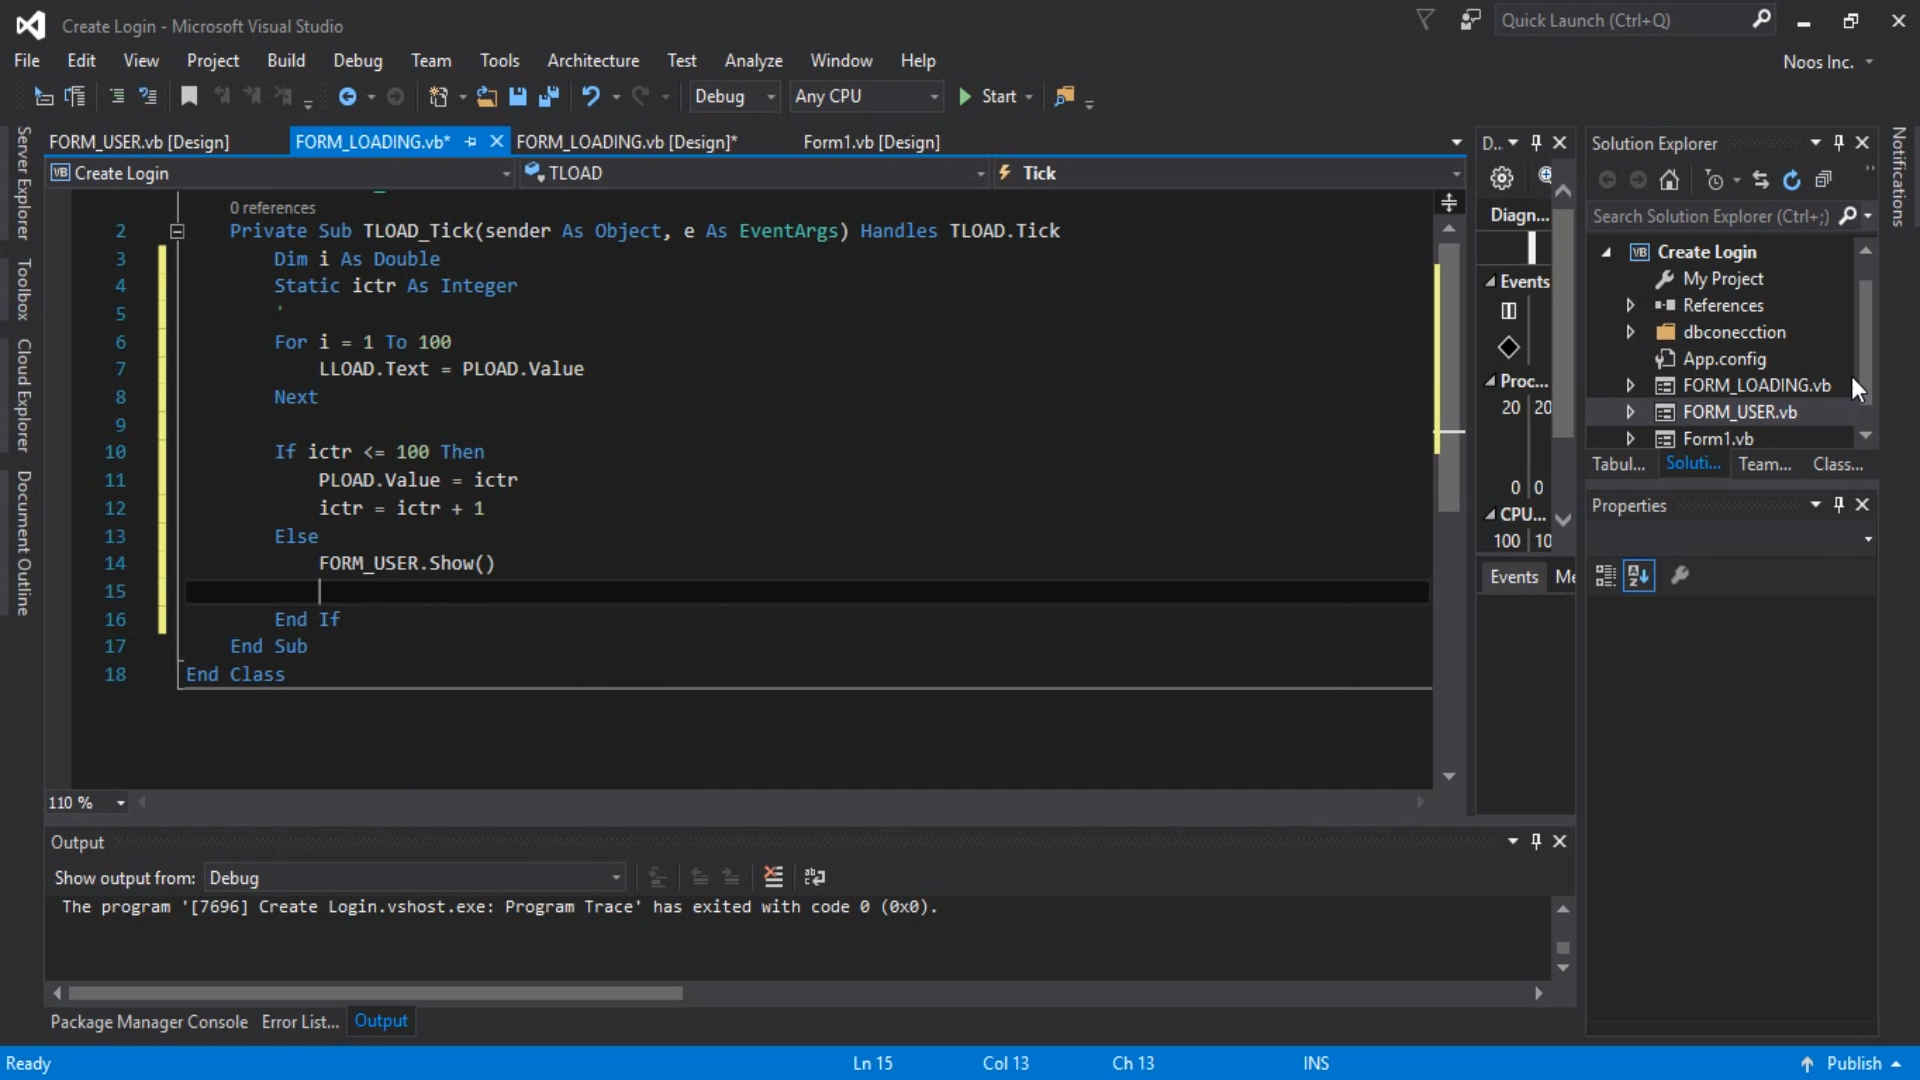 Create Login - Microsoft Visual Studio
Quick Launch (Ctrl+Q)
File Edit View Project Build Debug Team Tools Architecture Test Analyze Window Help
Noos Inc.
Debug Any CPU Start
FORM_USER.vb [Design] FORM_LOADING.vb* FORM_LOADING.vb [Design]* Form1.vb [Design]
Create Login TLOAD Tick
Server Explorer
Toolbox
Cloud Explorer
Document Outline
0 references
2 Private Sub TLOAD_Tick(sender As Object, e As EventArgs) Handles TLOAD.Tick
3 Dim i As Double
4 Static ictr As Integer
5 '
6 For i = 1 To 100
7 LLOAD.Text = PLOAD.Value
8 Next
9
10 If ictr <= 100 Then
11 PLOAD.Value = ictr
12 ictr = ictr + 1
13 Else
14 FORM_USER.Show()
15
16 End If
17 End Sub
18 End Class
110 %
D...
Diagn...
Events
Proc...
20 20
0 0
CPU...
100 10
Events Me
Solution Explorer
Search Solution Explorer (Ctrl+;)
Create Login
My Project
References
dbconecction
App.config
FORM_LOADING.vb
FORM_USER.vb
Form1.vb
Tabul... Soluti... Team... Class...
Properties
Notifications
Output
Show output from: Debug
The program '[7696] Create Login.vshost.exe: Program Trace' has exited with code 0 (0x0).
Package Manager Console Error List... Output
Ready Ln 15 Col 13 Ch 13 INS Publish